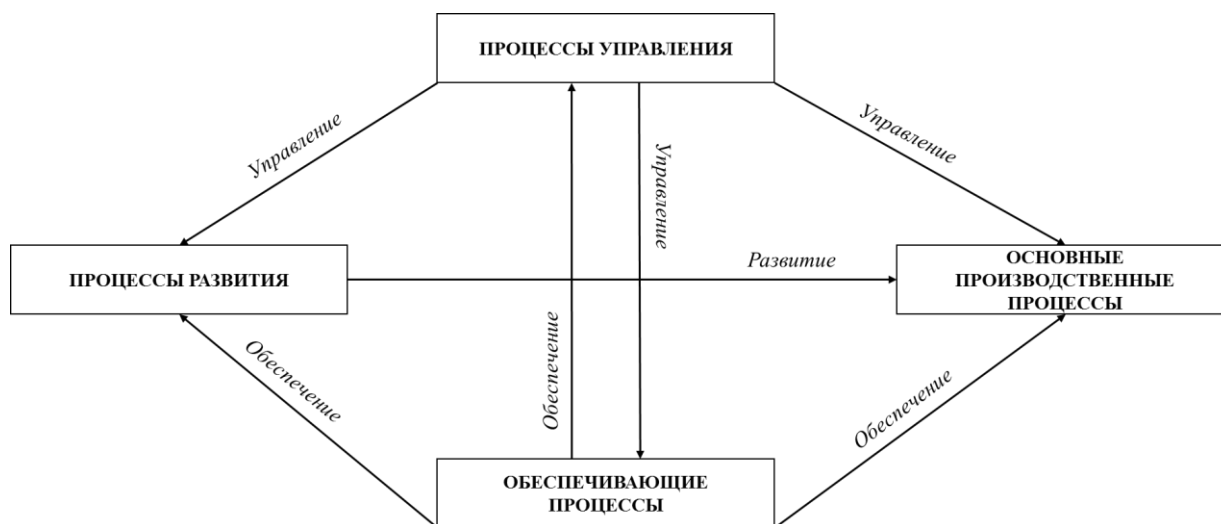 ПРОЦЕССЫ УПРАВЛЕНИЯ
Управление
Управление
Управление
ПРОЦЕССЫ РАЗВИТИЯ
Развитие
ОСНОВНЫЕ
ПРОИЗВОДСТВЕННЫЕ
ПРОЦЕССЫ
Обеспечение
Обеспечение
Обеспечение
ОБЕСПЕЧИВАЮЩИЕ
ПРОЦЕССЫ